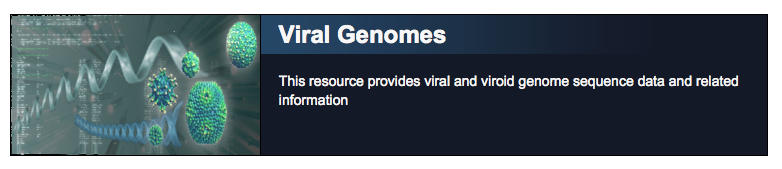 Viral Genomes
This resource provides viral and viroid genome sequence data and related
information